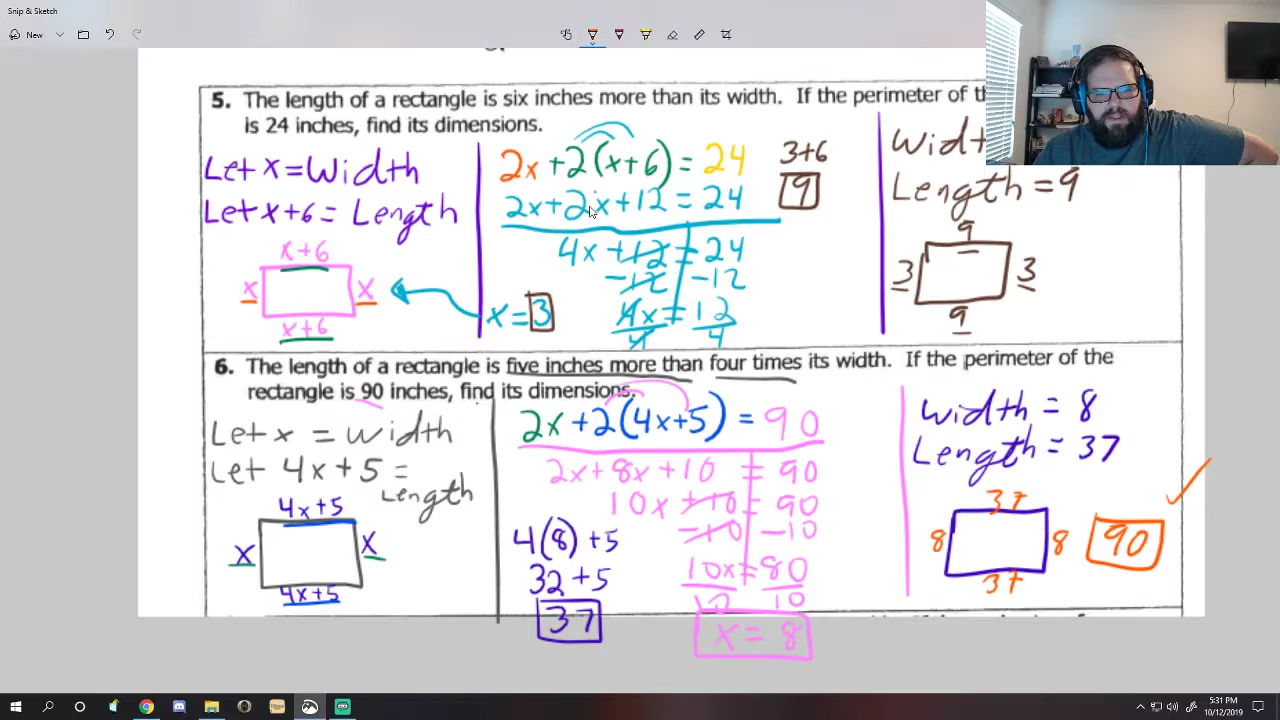 Snip & Sketch
New
5. The length of a rectangle is six inches more than its width. If the perimeter of
is 24 inches, find its dimensions.
Let x = Width
Let x+6 = Length
x+6
x
x
x+6
2x + 2(x+6) = 24
2x+2x+12 = 24
4x +12 = 24
-12 -12
4x = 12
4 4
x = 3
3+6
9
Width
Length = 9
9
3
3
9
6. The length of a rectangle is five inches more than four times its width. If the perimeter of the
rectangle is 90 inches, find its dimensions.
Let x = width
Let 4x+5 =
Length
4x+5
x
x
4x+5
2x +2(4x+5) = 90
2x+8x+10 = 90
10x +10 = 90
-10 -10
10x = 80
10 10
x = 8
4(8) +5
32 +5
37
Width = 8
Length = 37
37
8
8
37
90
5:31 PM
10/12/2019